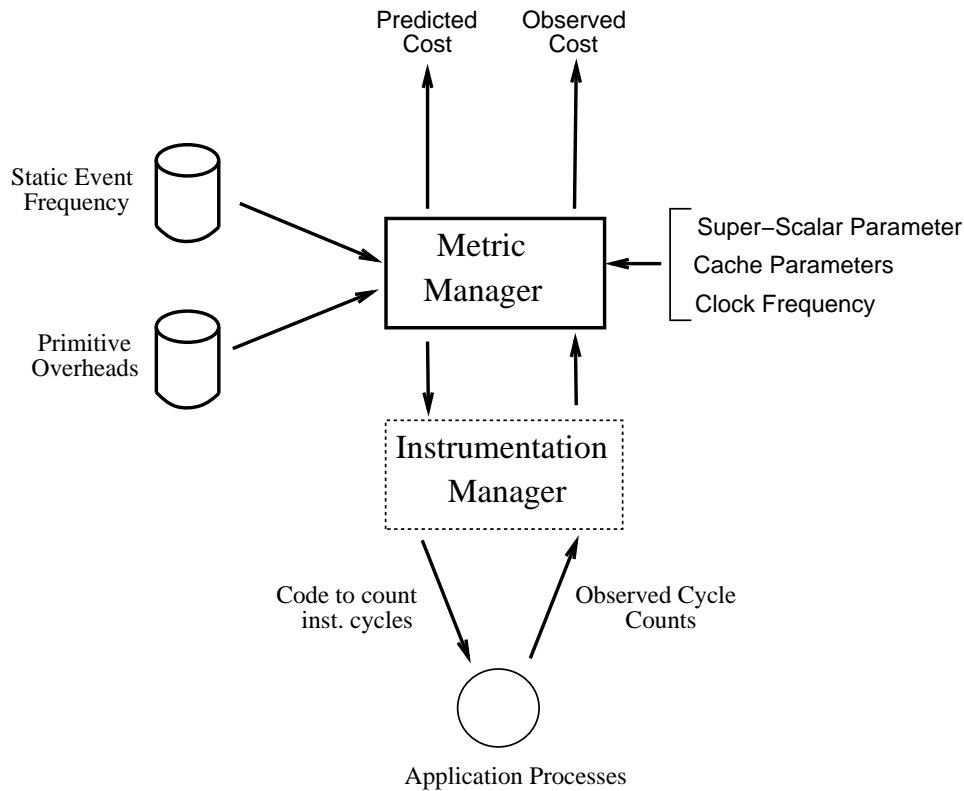 Predicted
Cost
Observed
Cost
Static Event
Frequency
Super−Scalar Parameter
Cache Parameters
Clock Frequency
Metric
Manager
Primitive
Overheads
Instrumentation
Manager
Code to count
inst. cycles
Observed Cycle
Counts
Application Processes